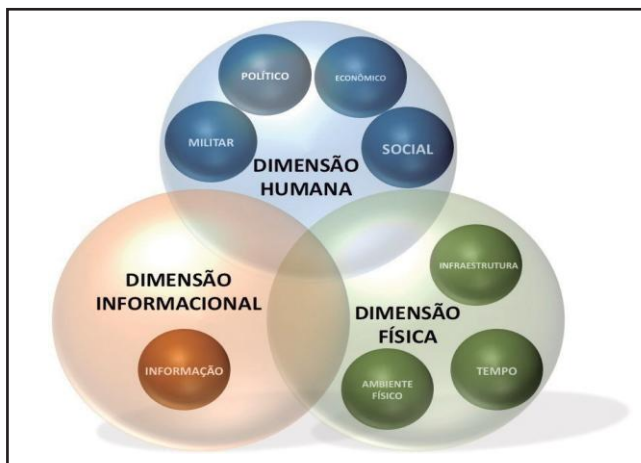 POLÍTICO
ECONÔMICO
MILITAR
SOCIAL
DIMENSÃO
HUMANA
DIMENSÃO
INFORMACIONAL
INFORMAÇÃO
INFRAESTRUTURA
DIMENSÃO
FÍSICA
TEMPO
AMBIENTE
FÍSICO